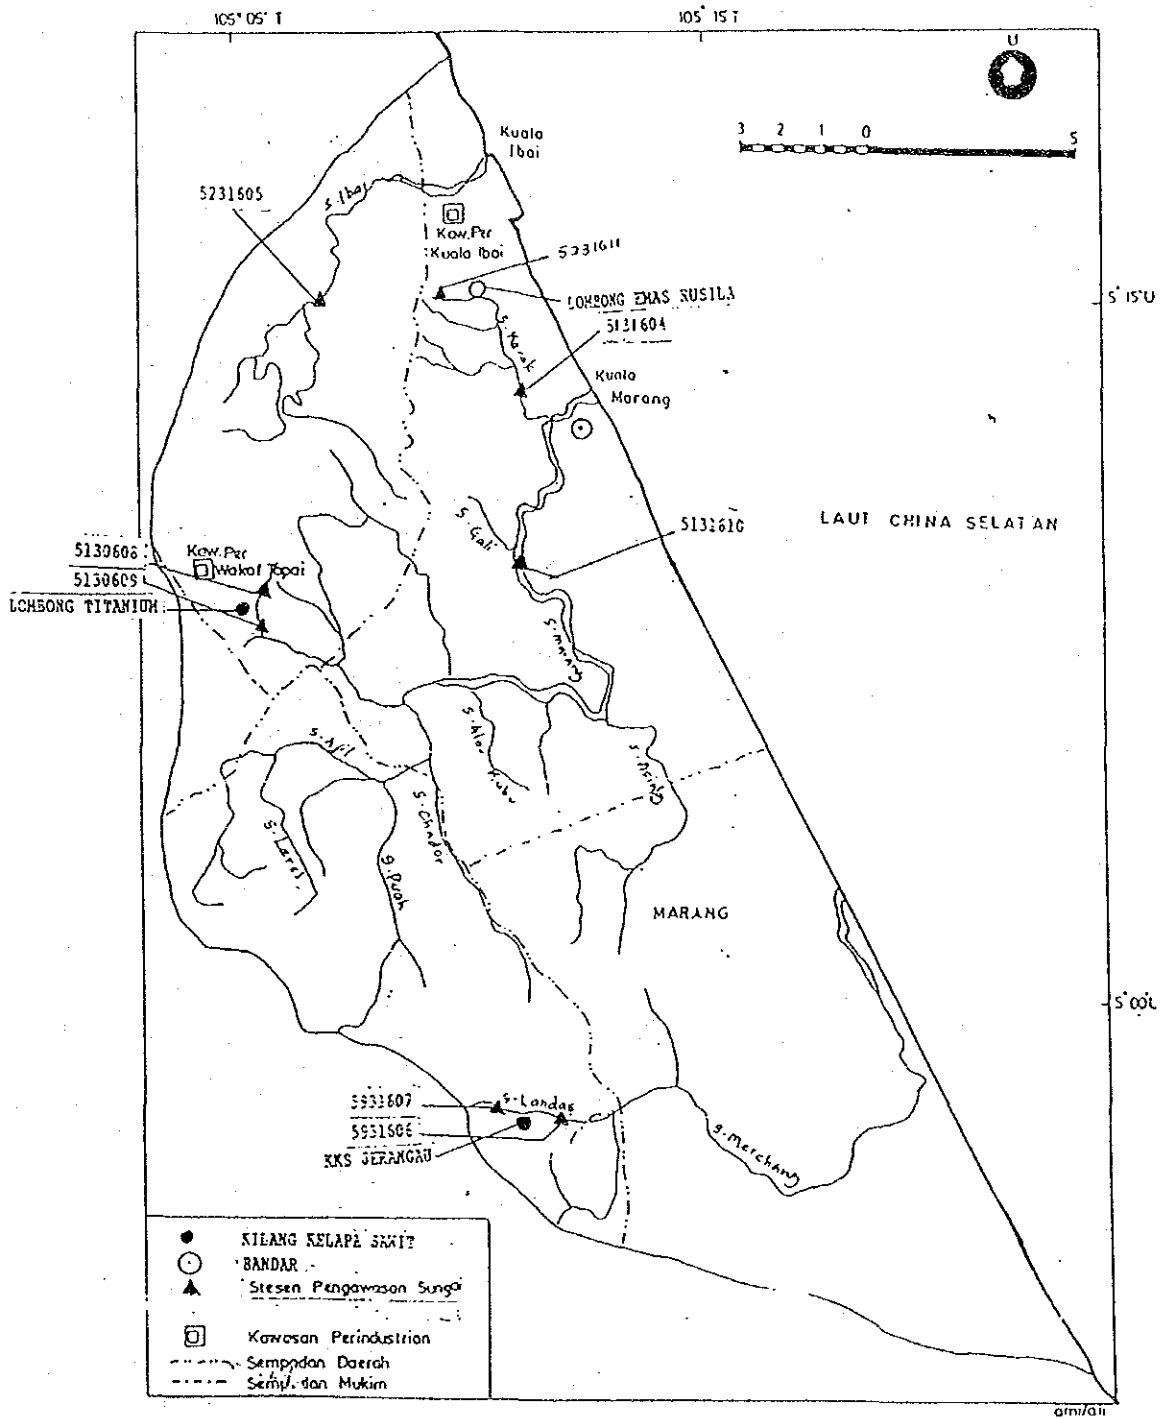 105° 05' T
105° 15 T
U
3 2 1 0 5
Kuala
Ibai
5231605
S. Ibai
Kaw. Per
Kuala Ibai
LOMBONG EMAS RUSILA
5131604
5° 15'U
Kuala
Marang
S. Gali
LAUT CHINA SELATAN
5130608
Kaw. Per
Wakaf Tapai
5130609
LOMBONG TITANIUM
S. Marang
S. Ajil
S. Chador
MARANG
5° 00'U
5931607
S. Landas
5931606
KKS JERANGAU
S. Merchang
KILANG KELAPA SAWIT
BANDAR
Stesen Pengawasan Sungai
Kawasan Perindustrian
Sempadan Daerah
Sempadan Mukim